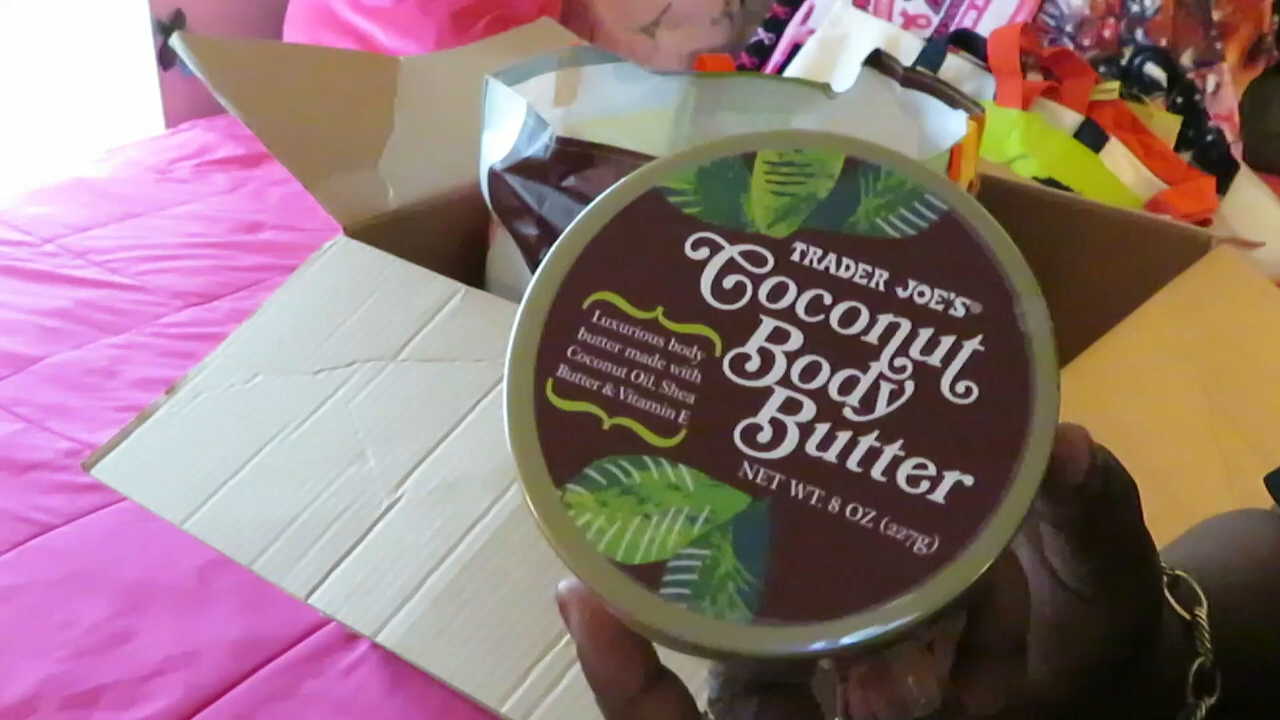 TRADER JOE'S®
Coconut
Body
Butter
NET WT. 8 OZ (227g)
Luxurious body
butter made with
Coconut Oil, Shea
Butter & Vitamin E